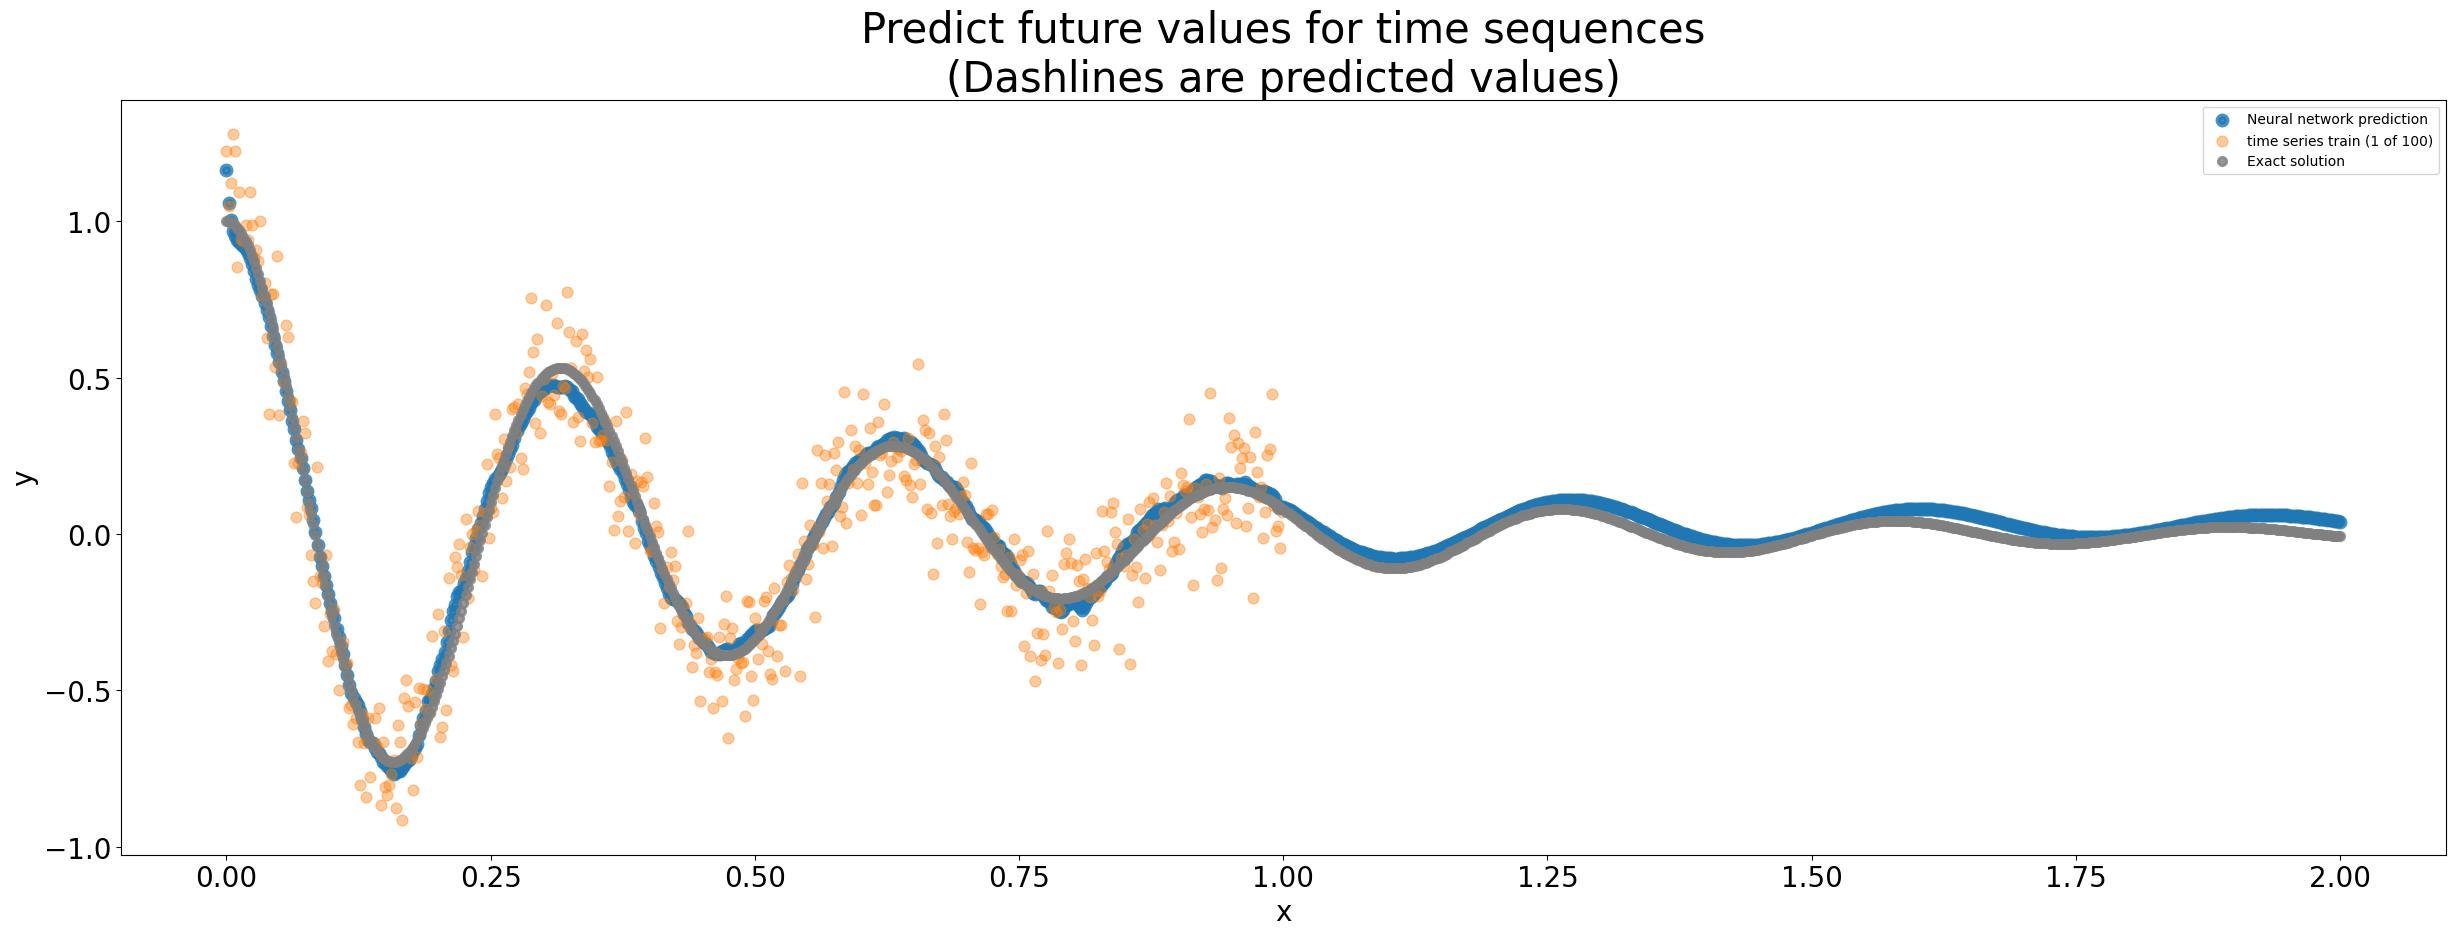 Predict future values for time sequences
(Dashlines are predicted values)
Neural network prediction
time series train (1 of 100)
Exact solution
y
1.0
0.5
0.0
−0.5
−1.0
0.00 0.25 0.50 0.75 1.00 1.25 1.50 1.75 2.00
x